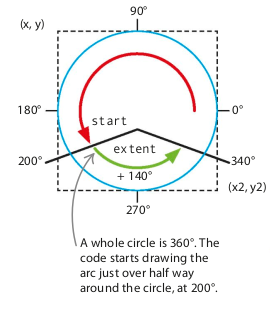 90°
(x, y)
180°
0°
start
extent
200°
340°
+ 140°
(x2, y2)
270°
A whole circle is 360°. The
code starts drawing the
arc just over half way
around the circle, at 200°.